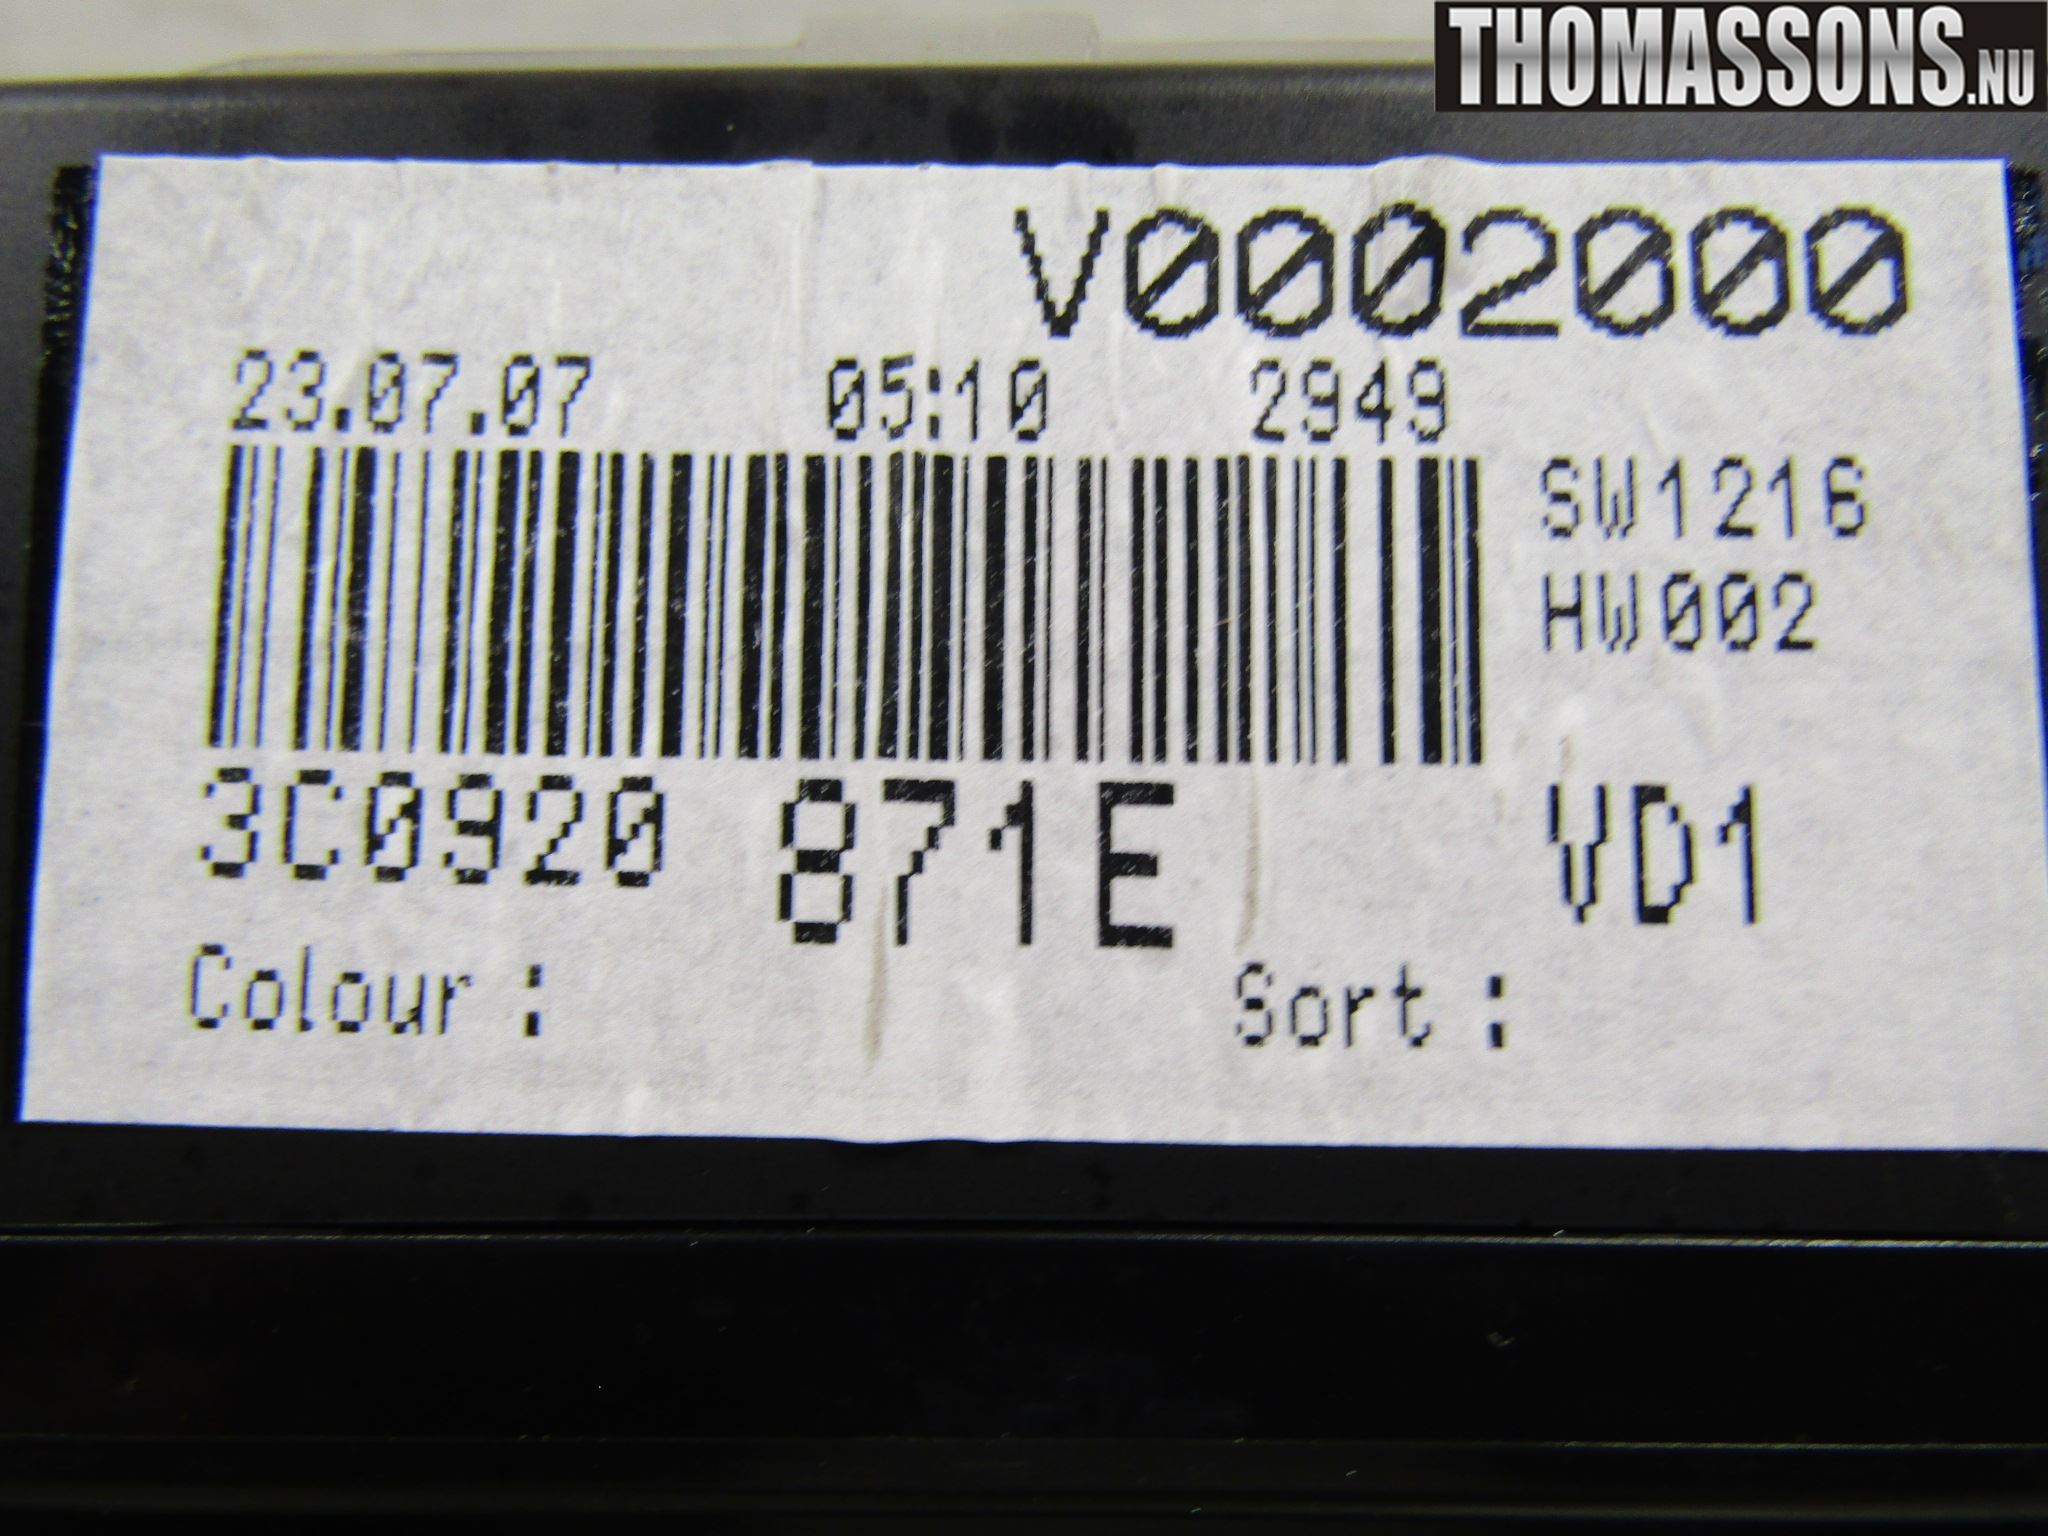 THOMASSONS.NU
V0002000
23.07.07 05:10 2949
SW1216
HW002
3C0920 871E VD1
Colour : Sort :